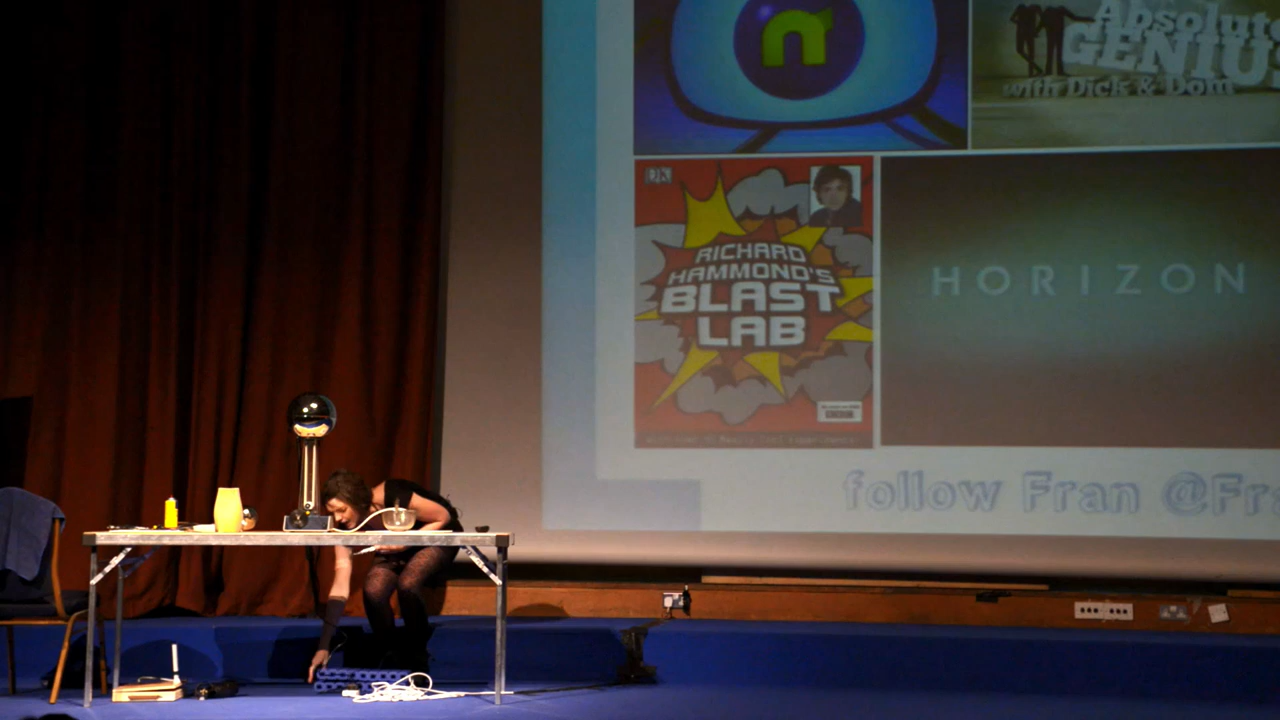 n
Absolute
GENIUS
with Dick & Dom
DK
RICHARD
HAMMOND'S
BLAST
LAB
HORIZON
follow Fran @Fr